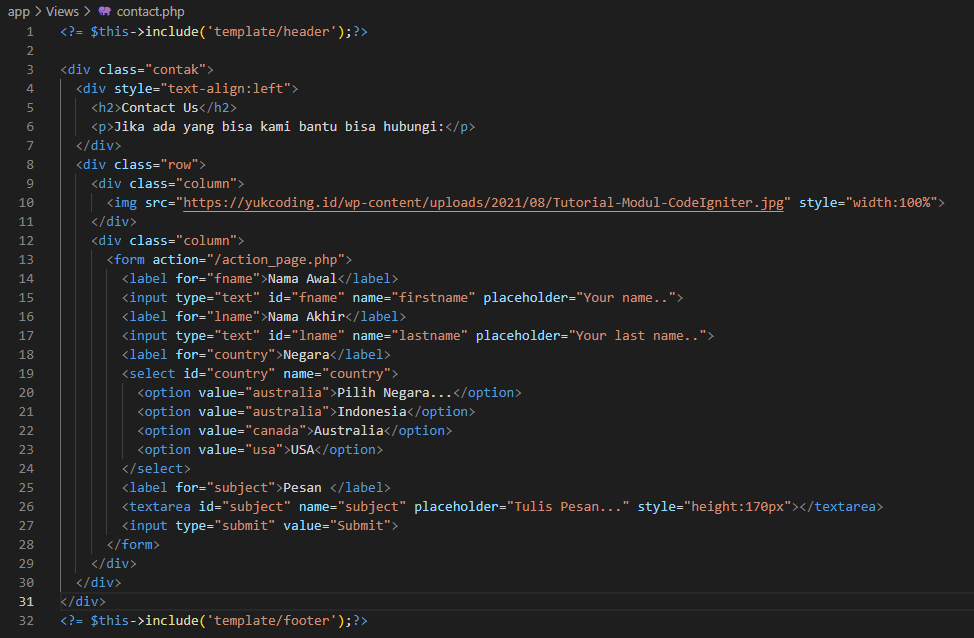 app > Views > contact.php
1 <?= $this->include('template/header');?>
2
3 <div class="contak">
4   <div style="text-align:left">
5     <h2>Contact Us</h2>
6     <p>Jika ada yang bisa kami bantu bisa hubungi:</p>
7   </div>
8   <div class="row">
9     <div class="column">
10       <img src="https://yukcoding.id/wp-content/uploads/2021/08/Tutorial-Modul-CodeIgniter.jpg" style="width:100%">
11     </div>
12     <div class="column">
13       <form action="/action_page.php">
14         <label for="fname">Nama Awal</label>
15         <input type="text" id="fname" name="firstname" placeholder="Your name..">
16         <label for="lname">Nama Akhir</label>
17         <input type="text" id="lname" name="lastname" placeholder="Your last name..">
18         <label for="country">Negara</label>
19         <select id="country" name="country">
20           <option value="australia">Pilih Negara...</option>
21           <option value="australia">Indonesia</option>
22           <option value="canada">Australia</option>
23           <option value="usa">USA</option>
24         </select>
25         <label for="subject">Pesan </label>
26         <textarea id="subject" name="subject" placeholder="Tulis Pesan..." style="height:170px"></textarea>
27         <input type="submit" value="Submit">
28       </form>
29     </div>
30   </div>
31 </div>
32 <?= $this->include('template/footer');?>